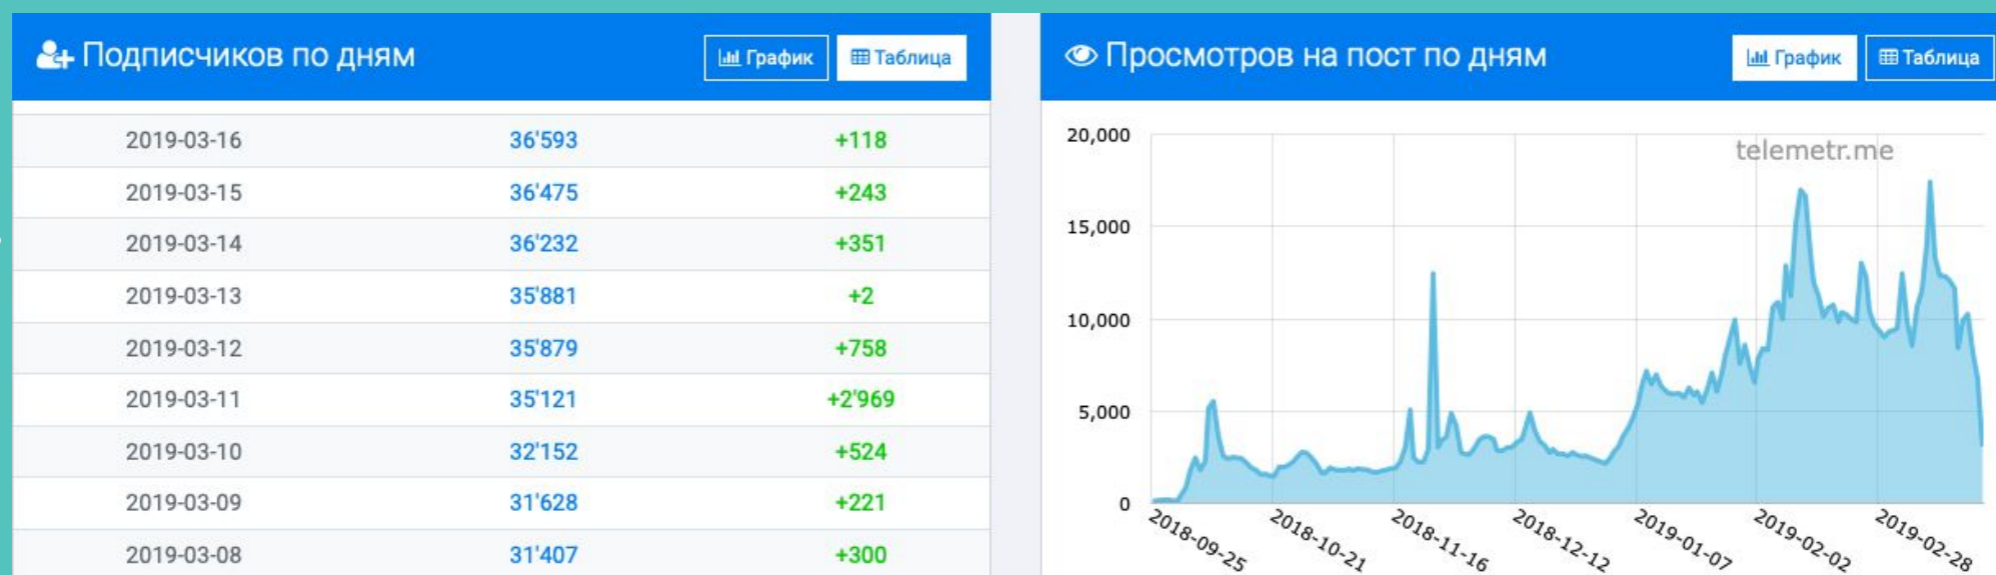 Подписчиков по дням
График
Таблица
2019-03-16 36'593 +118
2019-03-15 36'475 +243
2019-03-14 36'232 +351
2019-03-13 35'881 +2
2019-03-12 35'879 +758
2019-03-11 35'121 +2'969
2019-03-10 32'152 +524
2019-03-09 31'628 +221
2019-03-08 31'407 +300
Просмотров на пост по дням
График
Таблица
telemetr.me
20,000
15,000
10,000
5,000
0
2018-09-25
2018-10-21
2018-11-16
2018-12-12
2019-01-07
2019-02-02
2019-02-28